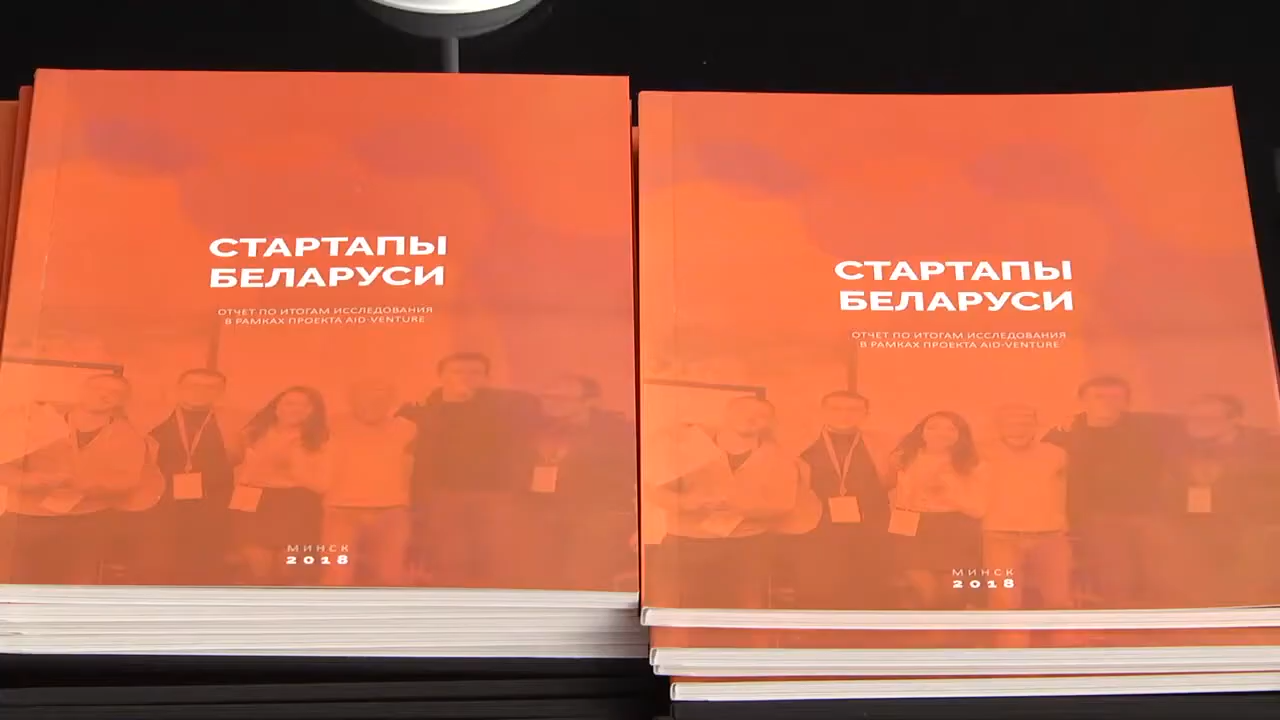 СТАРТАПЫ
БЕЛАРУСИ
ОТЧЕТ ПО ИТОГАМ ИССЛЕДОВАНИЯ
В РАМКАХ ПРОЕКТА AID-VENTURE
МИНСК
2018
СТАРТАПЫ
БЕЛАРУСИ
ОТЧЕТ ПО ИТОГАМ ИССЛЕДОВАНИЯ
В РАМКАХ ПРОЕКТА AID-VENTURE
МИНСК
2018